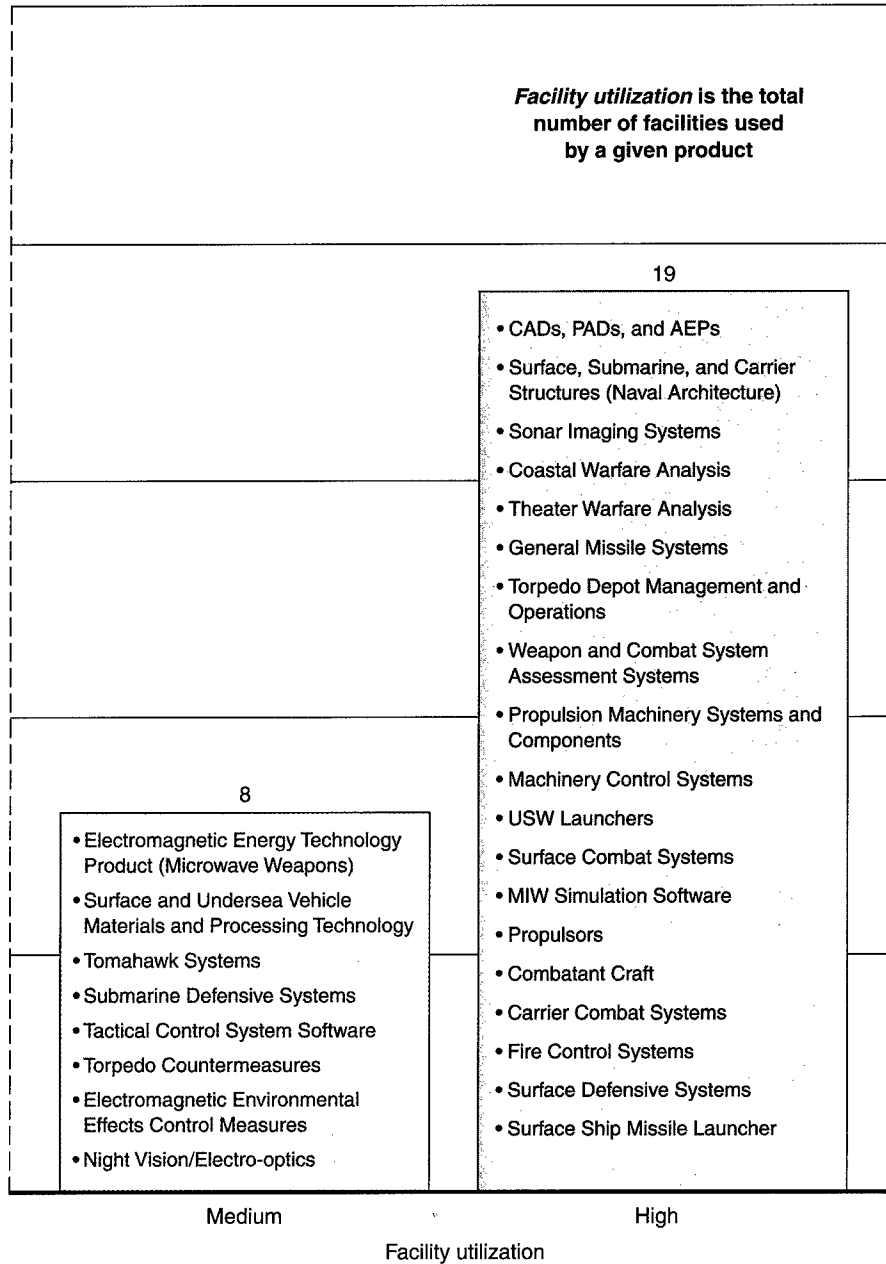 Facility utilization is the total
number of facilities used
by a given product
19
• CADs, PADs, and AEPs
• Surface, Submarine, and Carrier
Structures (Naval Architecture)
• Sonar Imaging Systems
• Coastal Warfare Analysis
• Theater Warfare Analysis
• General Missile Systems
• Torpedo Depot Management and
Operations
• Weapon and Combat System
Assessment Systems
• Propulsion Machinery Systems and
Components
• Machinery Control Systems
• USW Launchers
• Surface Combat Systems
• MIW Simulation Software
• Propulsors
• Combatant Craft
• Carrier Combat Systems
• Fire Control Systems
• Surface Defensive Systems
• Surface Ship Missile Launcher
8
• Electromagnetic Energy Technology
Product (Microwave Weapons)
• Surface and Undersea Vehicle
Materials and Processing Technology
• Tomahawk Systems
• Submarine Defensive Systems
• Tactical Control System Software
• Torpedo Countermeasures
• Electromagnetic Environmental
Effects Control Measures
• Night Vision/Electro-optics
Medium
High
Facility utilization